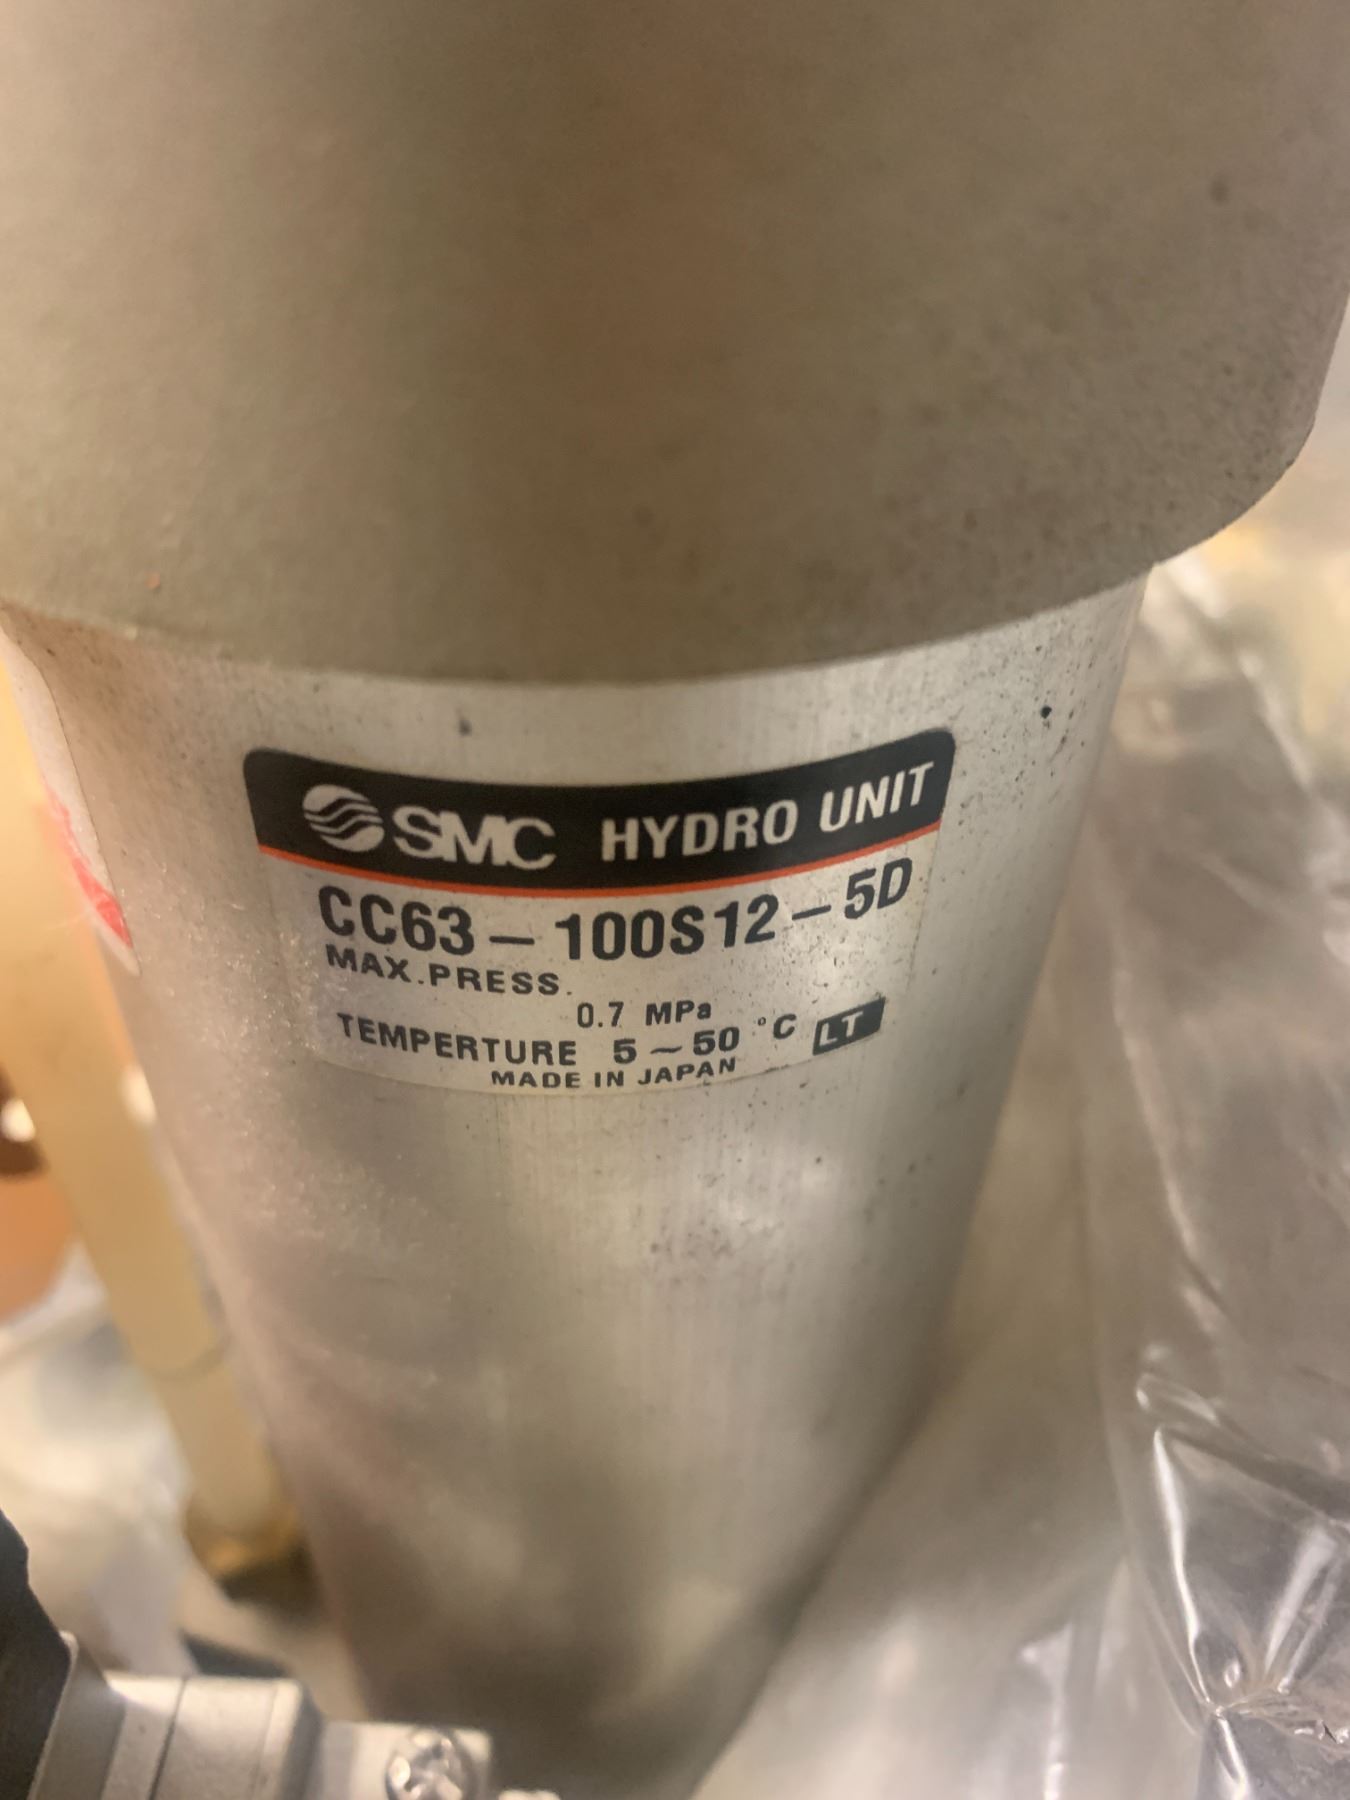 SMC HYDRO UNIT
CC63-100S12-5D
MAX.PRESS.
0.7 MPa
TEMPERTURE 5~50 °C LT
MADE IN JAPAN